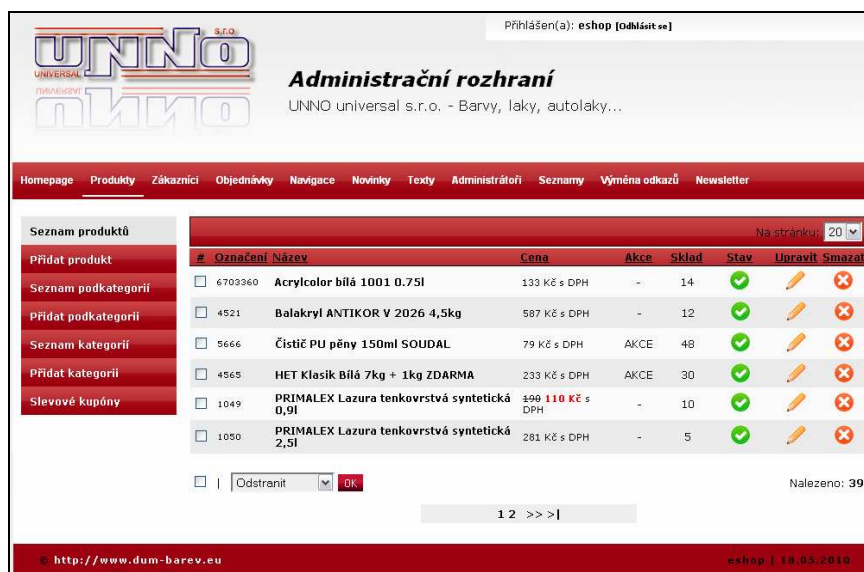 Přihlášen(a): eshop [Odhlásit se]
UNNO s.r.o.
UNIVERSAL
Administrační rozhraní
UNNO universal s.r.o. - Barvy, laky, autolaky...
Homepage Produkty Zákazníci Objednávky Navigace Novinky Texty Administrátoři Seznamy Výměna odkazů Newsletter
Seznam produktů
Přidat produkt
Seznam podkategorií
Přidat podkategorii
Seznam kategorií
Přidat kategorii
Slevové kupóny
Na stránku: 20
# Označení Název Cena Akce Sklad Stav Upravit Smazat
6703360 Acrylcolor bílá 1001 0.75l 133 Kč s DPH - 14
4521 Balakryl ANTIKOR V 2026 4,5kg 587 Kč s DPH - 12
5666 Čistič PU pěny 150ml SOUDAL 79 Kč s DPH AKCE 48
4565 HET Klasik Bílá 7kg + 1kg ZDARMA 233 Kč s DPH AKCE 30
1049 PRIMALEX Lazura tenkovrstvá syntetická 190 110 Kč s - 10
0,9l DPH
1050 PRIMALEX Lazura tenkovrstvá syntetická 281 Kč s DPH - 5
2,5l
| Odstranit OK
Nalezeno: 39
1 2 >> >|
© http://www.dum-barev.eu
eshop | 18.05.2010